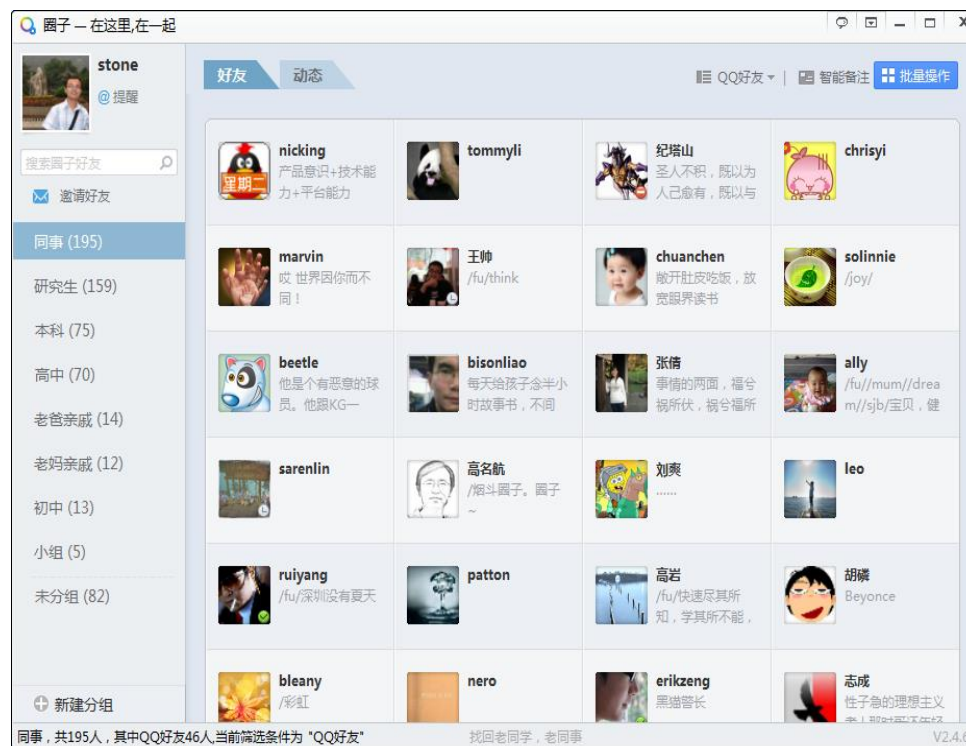 圈子 — 在这里,在一起
stone
@ 提醒
搜索圈子好友
邀请好友
同事 (195)
研究生 (159)
本科 (75)
高中 (70)
老爸亲戚 (14)
老妈亲戚 (12)
初中 (13)
小组 (5)
未分组 (82)
新建分组
好友
动态
QQ好友
智能备注
批量操作
星期二
nicking
产品意识+技术能
力+平台能力
tommyli
纪塔山
圣人不积，既以为
人己愈有，既以与
chrisyi
marvin
哎 世界因你而不
同！
王帅
/fu/think
chuanchen
敞开肚皮吃饭，放
宽眼界读书
solinnie
/joy/
beetle
他是个有恶意的球
员。他跟KG一
bisonliao
每天给孩子念半小
时故事书，不间
张倩
事情的两面，福兮
祸所伏，祸兮福所
ally
/fu//mum//drea
m//sjb/宝贝，健
sarenlin
高名航
/烟斗圈子。圈子
~
刘爽
......
leo
ruiyang
/fu/深圳没有夏天
patton
高岩
/fu/快速尽其所
知，学其所不能，
胡磷
Beyonce
bleany
/彩虹
nero
erikzeng
黑猫警长
志成
性子急的理想主义
同事，共195人，其中QQ好友46人,当前筛选条件为 "QQ好友"
找回老同学，老同事
V2.4.6